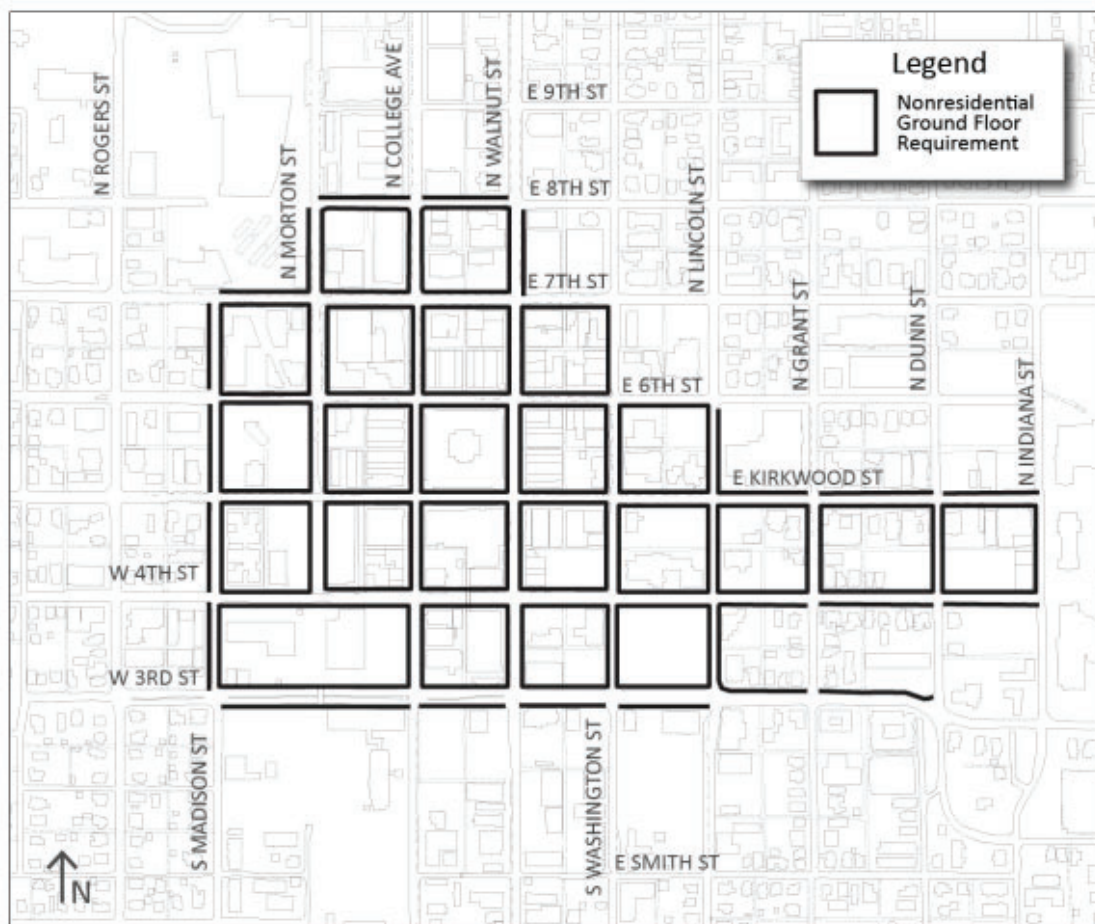 Legend
Nonresidential
Ground Floor
Requirement
N ROGERS ST
N MORTON ST
N COLLEGE AVE
N WALNUT ST
E 9TH ST
E 8TH ST
E 7TH ST
N LINCOLN ST
N GRANT ST
N DUNN ST
N INDIANA ST
E 6TH ST
E KIRKWOOD ST
W 4TH ST
W 3RD ST
S MADISON ST
S WASHINGTON ST
E SMITH ST
N